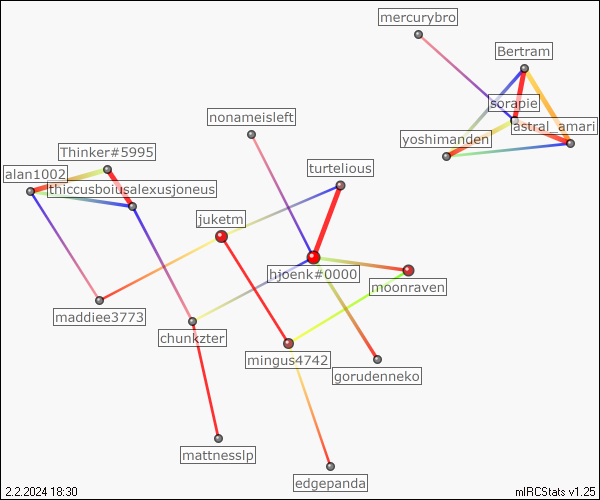 mercurybro
Bertram
sorapie
nonameisleft
astral_amari
yoshimanden
Thinker#5995
turtelious
alan1002
thiccusboiusalexusjoneus
juketm
hjoenk#0000
moonraven
maddiee3773
chunkzter
mingus4742
gorudenneko
mattnesslp
edgepanda
2.2.2024 18:30
mIRCStats v1.25